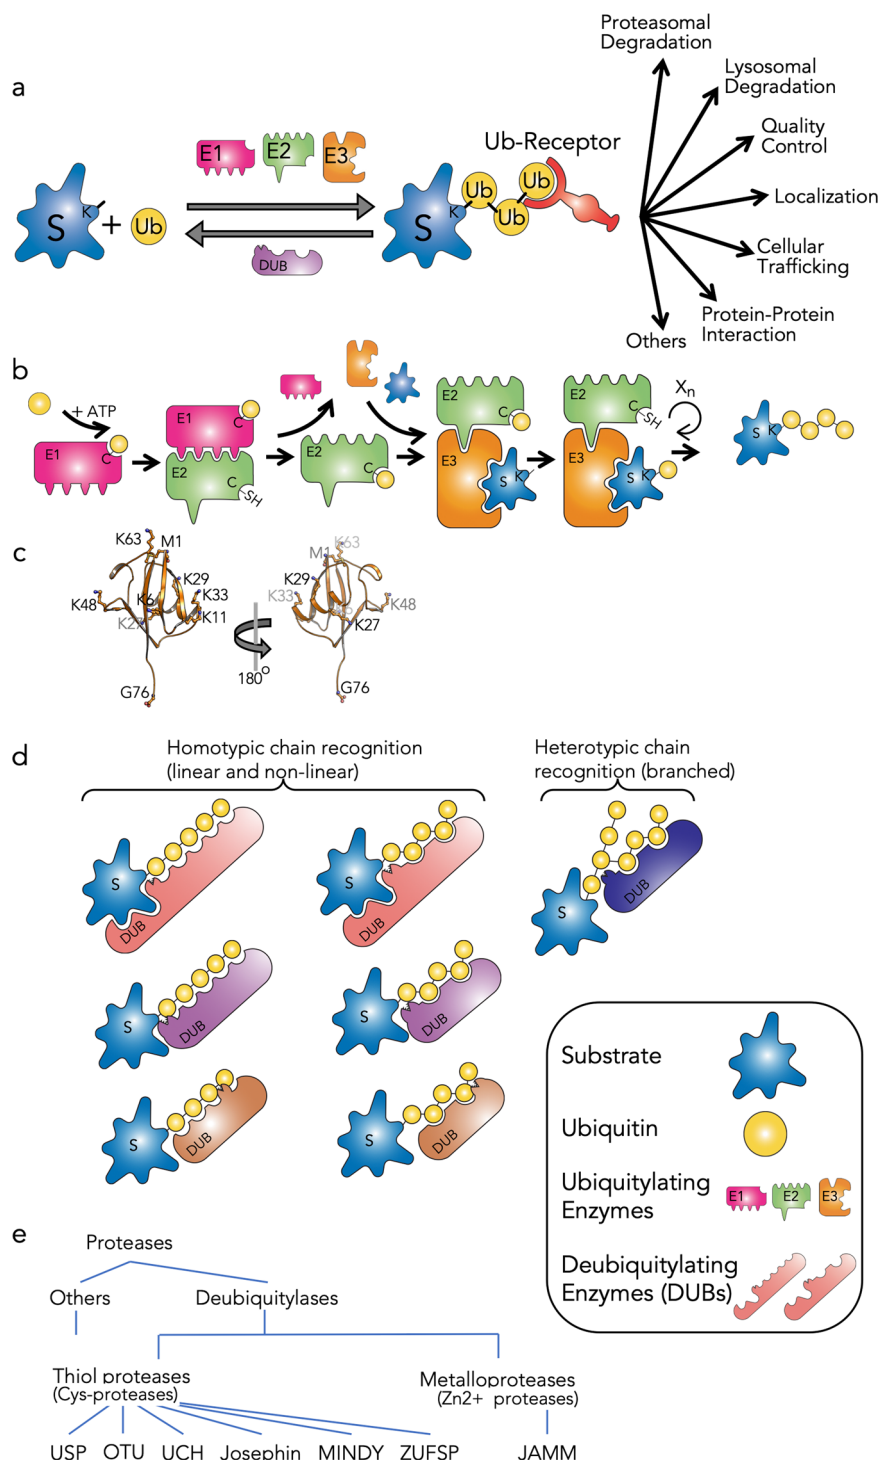 a
Proteasomal
Degradation
Lysosomal
Degradation
Quality
Control
Localization
Cellular
Trafficking
Protein-Protein
Interaction
Others
E1
E2
E3
Ub-Receptor
S
K
+
Ub
DUB
S
K
Ub
Ub
Ub
b
+ ATP
E1
C
E1
C
E2
C
-SH
E2
C
E2
C
E3
S
K
E2
C
-SH
E3
S
K
Xn
S
K
c
K63
M1
K29
K33
K48
K6
K11
K27
G76
180°
K63
M1
K29
K33
K48
K27
G76
d
Homotypic chain recognition
(linear and non-linear)
Heterotypic chain
recognition (branched)
S
DUB
S
DUB
S
DUB
S
DUB
S
DUB
S
DUB
S
DUB
Substrate
Ubiquitin
Ubiquitylating
Enzymes
E1
E2
E3
Deubiquitylating
Enzymes (DUBs)
e
Proteases
Others
Deubiquitylases
Thiol proteases
(Cys-proteases)
Metalloproteases
(Zn2+ proteases)
USP
OTU
UCH
Josephin
MINDY
ZUFSP
JAMM